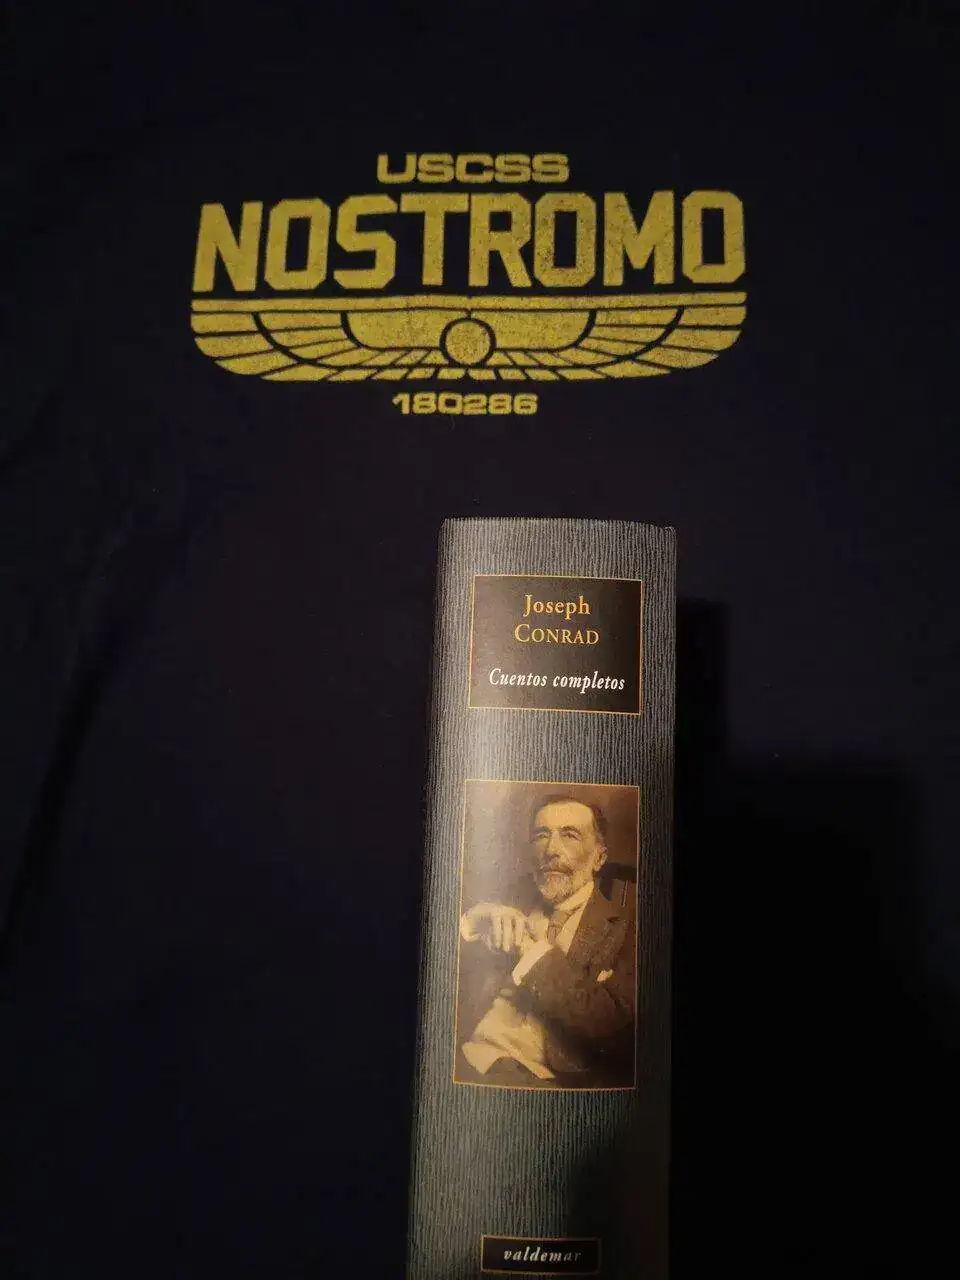 USCSS
NOSTROMO
180286
Joseph
CONRAD
Cuentos completos
valdemar